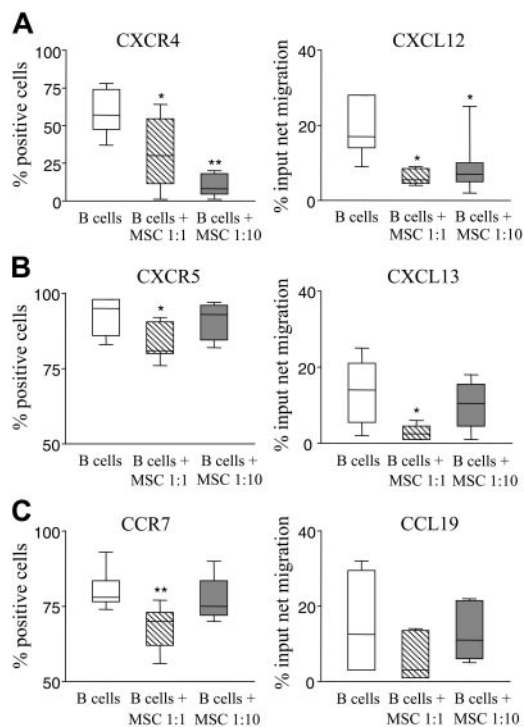 A
CXCR4
CXCL12
% positive cells
100
75
50
25
0
*
**
B cells
B cells +
MSC 1:1
B cells +
MSC 1:10
% input net migration
40
20
0
*
*
B cells
B cells +
MSC 1:1
B cells +
MSC 1:10
B
CXCR5
CXCL13
% positive cells
100
50
*
B cells
B cells +
MSC 1:1
B cells +
MSC 1:10
% input net migration
40
20
0
*
B cells
B cells +
MSC 1:1
B cells +
MSC 1:10
C
CCR7
CCL19
% positive cells
100
75
50
**
B cells
B cells +
MSC 1:1
B cells +
MSC 1:10
% input net migration
40
20
0
B cells
B cells +
MSC 1:1
B cells +
MSC 1:10